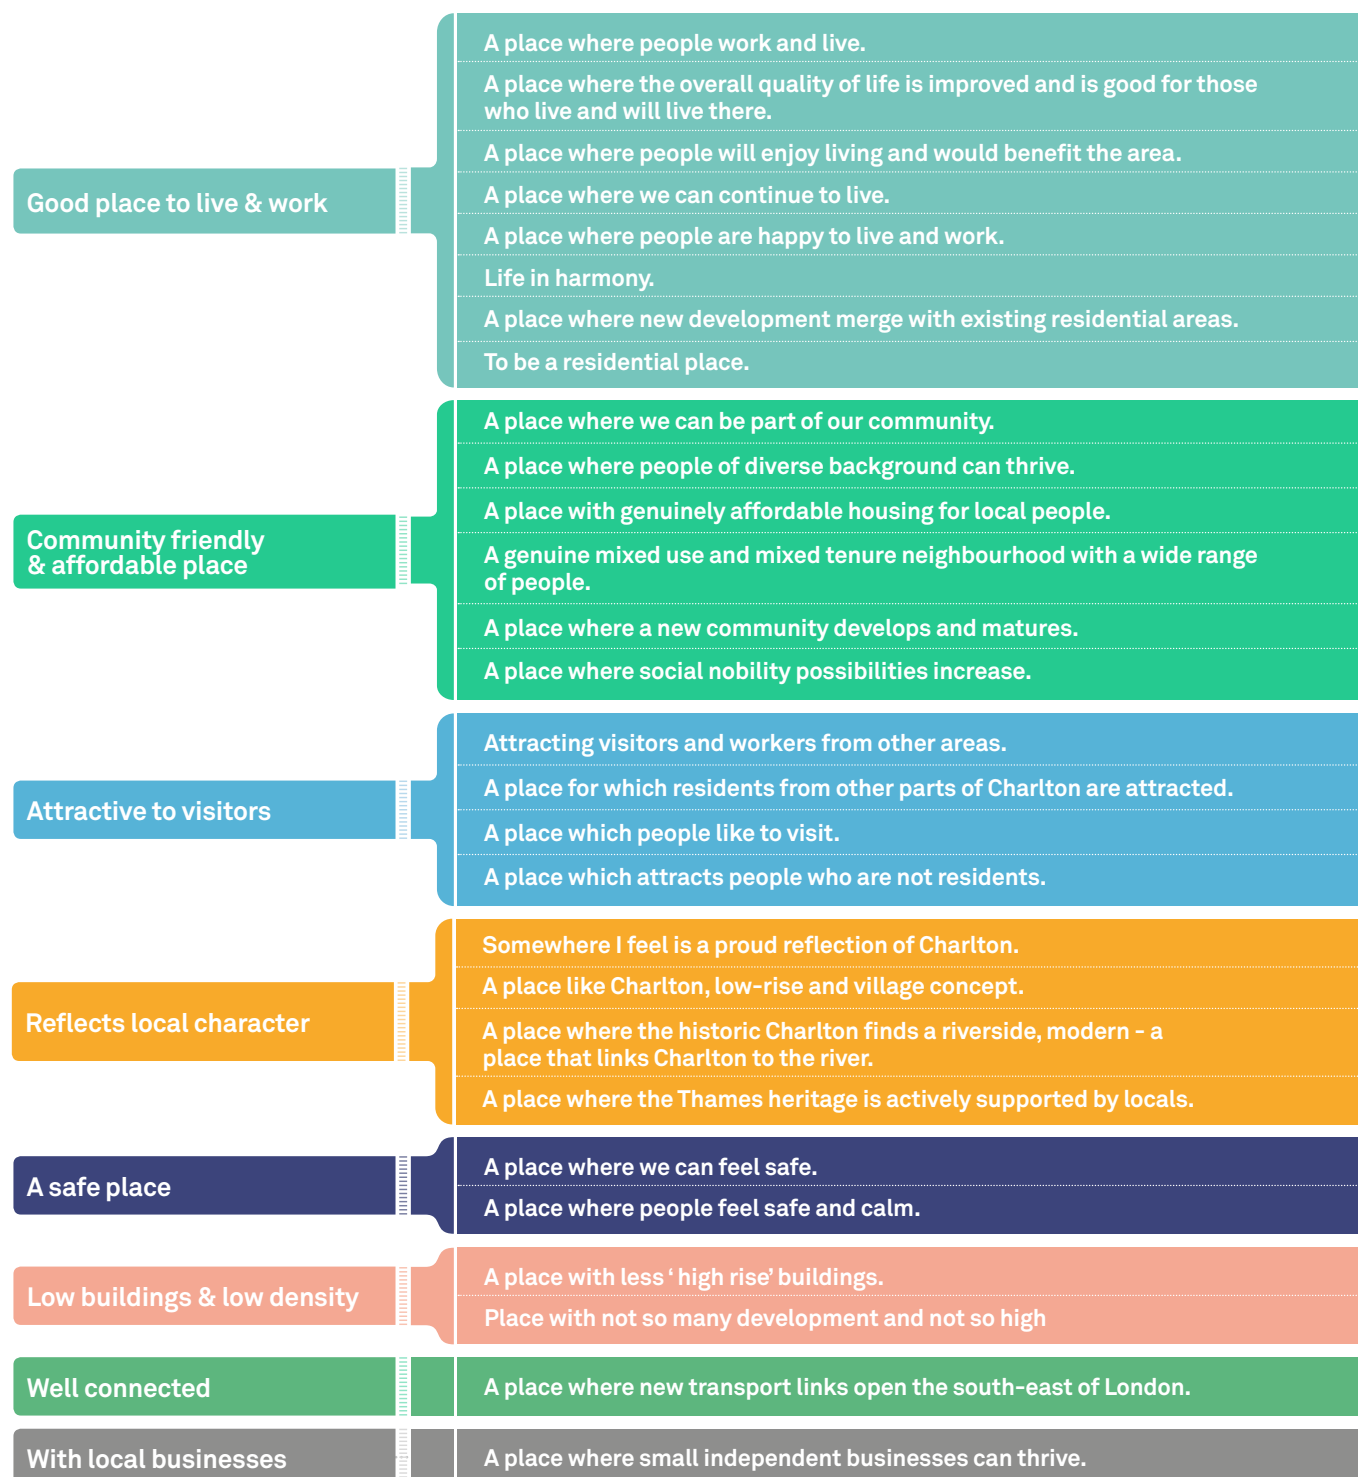 Good place to live & work
A place where people work and live.
A place where the overall quality of life is improved and is good for those
who live and will live there.
A place where people will enjoy living and would benefit the area.
A place where we can continue to live.
A place where people are happy to live and work.
Life in harmony.
A place where new development merge with existing residential areas.
To be a residential place.
Community friendly
& affordable place
A place where we can be part of our community.
A place where people of diverse background can thrive.
A place with genuinely affordable housing for local people.
A genuine mixed use and mixed tenure neighbourhood with a wide range
of people.
A place where a new community develops and matures.
A place where social nobility possibilities increase.
Attractive to visitors
Attracting visitors and workers from other areas.
A place for which residents from other parts of Charlton are attracted.
A place which people like to visit.
A place which attracts people who are not residents.
Reflects local character
Somewhere I feel is a proud reflection of Charlton.
A place like Charlton, low-rise and village concept.
A place where the historic Charlton finds a riverside, modern - a
place that links Charlton to the river.
A place where the Thames heritage is actively supported by locals.
A safe place
A place where we can feel safe.
A place where people feel safe and calm.
Low buildings & low density
A place with less ‘ high rise’ buildings.
Place with not so many development and not so high
Well connected
A place where new transport links open the south-east of London.
With local businesses
A place where small independent businesses can thrive.